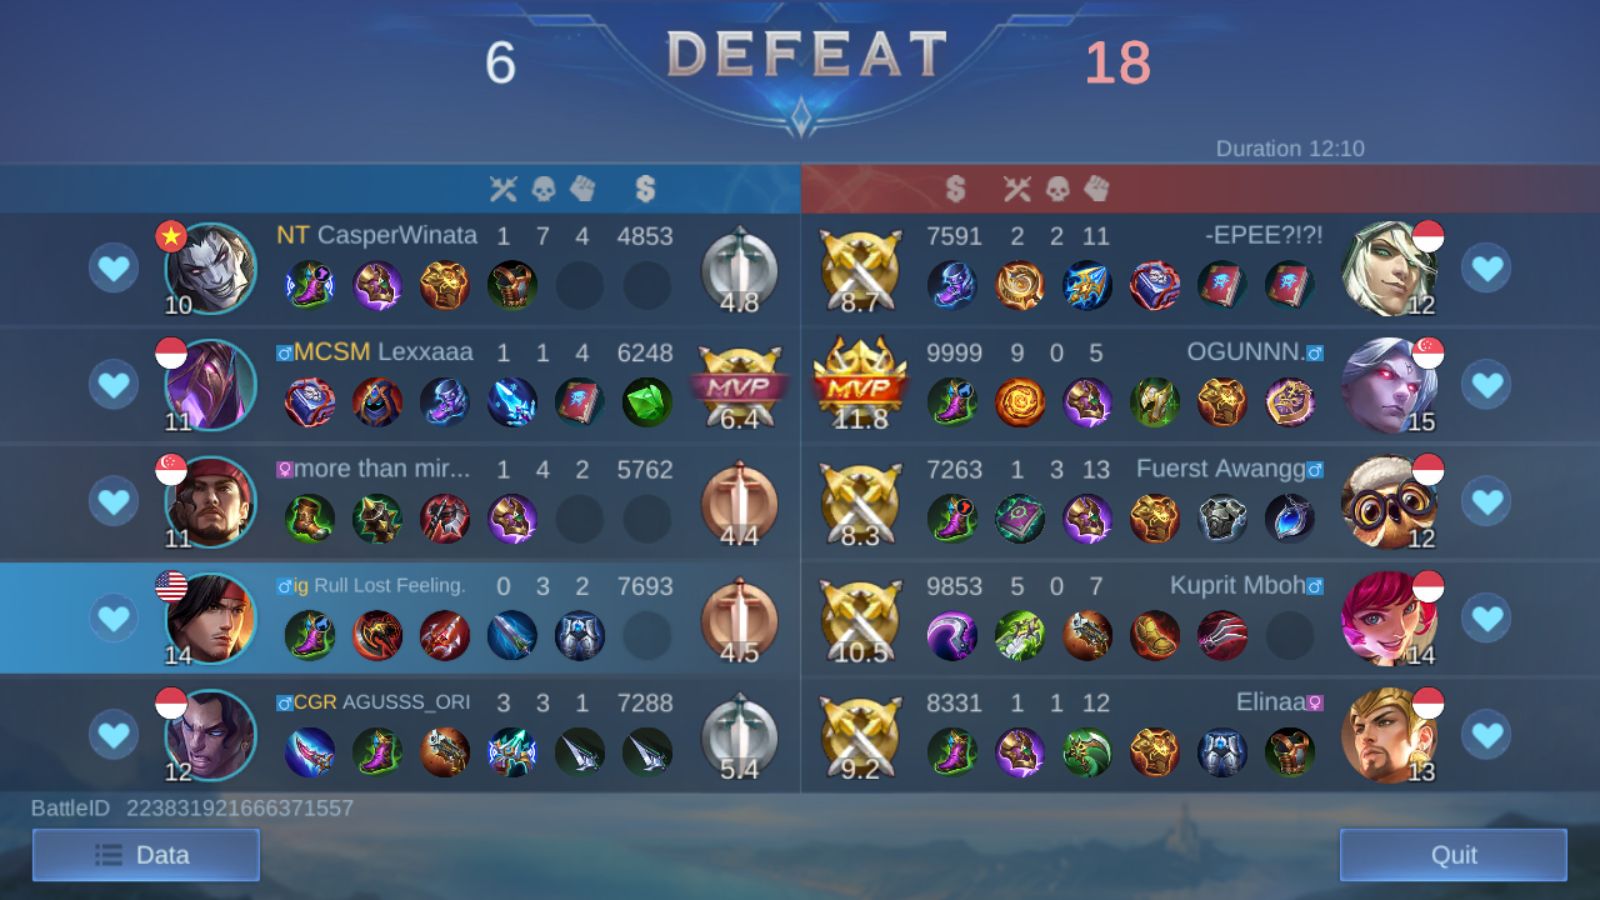 6 DEFEAT 18
Duration 12:10
NT CasperWinata 1 7 4 4853
10 4.8
7591 2 2 11 -EPEE?!?!
8.7 12
MCSM Lexxaaa 1 1 4 6248
11 MVP 6.4
9999 9 0 5 OGUNNN.
MVP 11.8 15
more than mir... 1 4 2 5762
11 4.4
7263 1 3 13 Fuerst Awangg
8.3 12
ig Rull Lost Feeling. 0 3 2 7693
14 4.5
9853 5 0 7 Kuprit Mboh
10.5 14
CGR AGUSSS_ORI 3 3 1 7288
12 5.4
8331 1 1 12 Elinaa
9.2 13
BattleID 223831921666371557
Data Quit